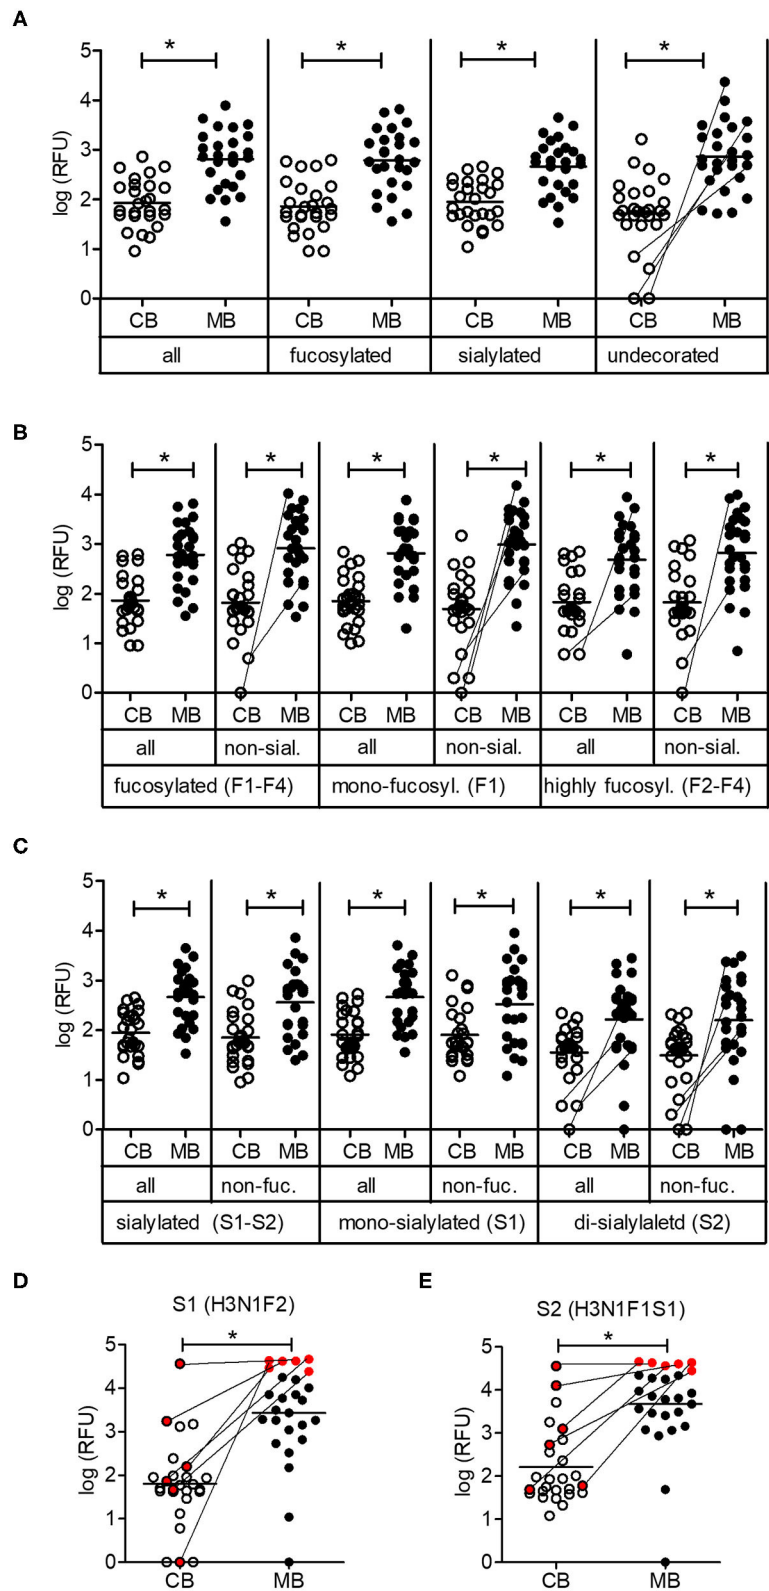 A
* * * *
5
4
3
2
1
0
log (RFU)
CB MB CB MB CB MB CB MB
all fucosylated sialylated undecorated
B
* * * * * *
5
4
3
2
1
0
log (RFU)
CB MB CB MB CB MB CB MB CB MB CB MB
all non-sial. all non-sial. all non-sial.
fucosylated (F1-F4) mono-fucosyl. (F1) highly fucosyl. (F2-F4)
C
* * * * * *
5
4
3
2
1
0
log (RFU)
CB MB CB MB CB MB CB MB CB MB CB MB
all non-fuc. all non-fuc. all non-fuc.
sialylated (S1-S2) mono-sialylated (S1) di-sialylaletd (S2)
D
S1 (H3N1F2)
*
5
4
3
2
1
0
log (RFU)
CB MB
E
S2 (H3N1F1S1)
*
5
4
3
2
1
0
log (RFU)
CB MB